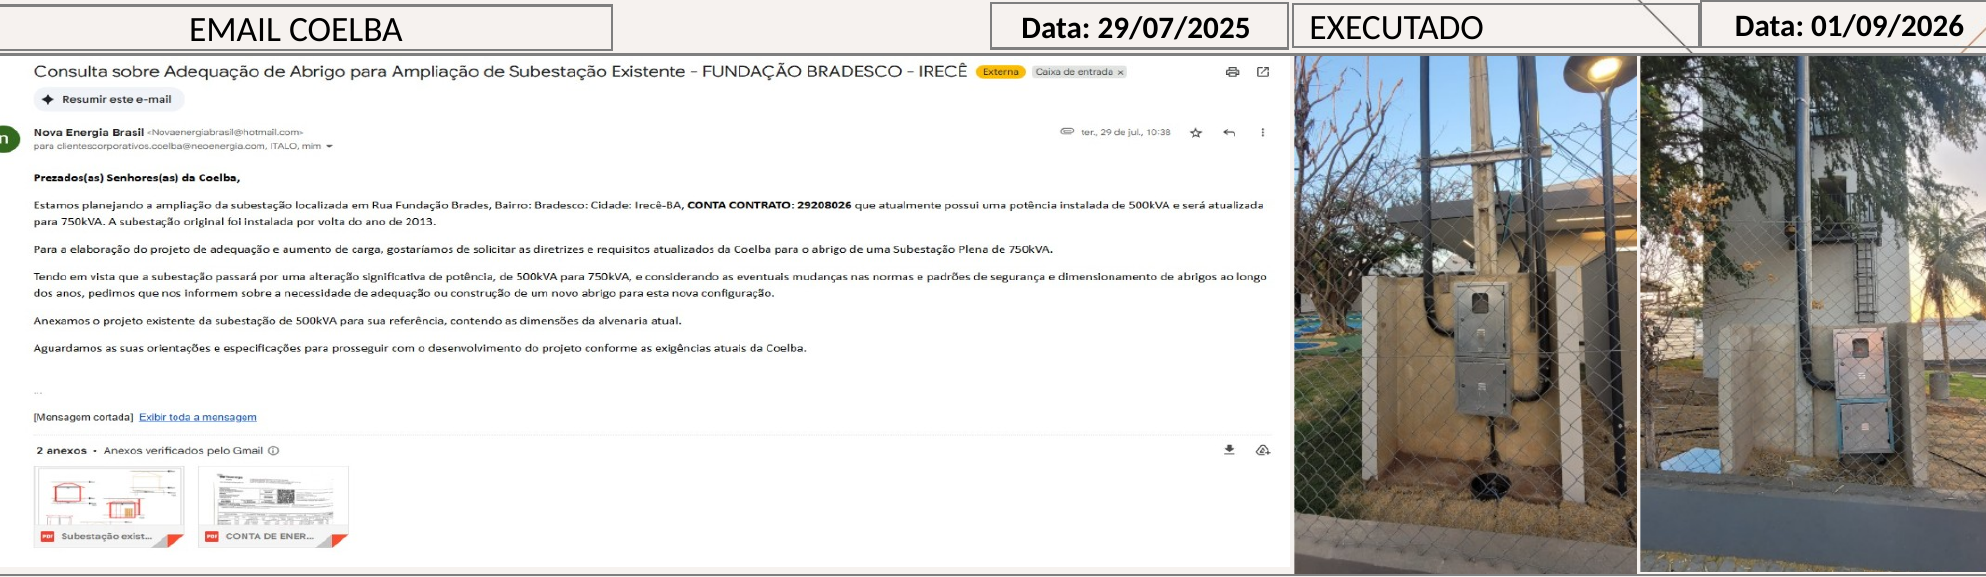 EMAIL COELBA
Data: 29/07/2025
EXECUTADO
Data: 01/09/2026
Consulta sobre Adequação de Abrigo para Ampliação de Subestação Existente - FUNDAÇÃO BRADESCO - IRECÊ Externa Caixa de entrada x
Resumir este e-mail
n
Nova Energia Brasil <Novaenergiabrasil@hotmail.com>
ter., 29 de jul., 10:38
para clientescorporativos.coelba@neoenergia.com, ITALO, mim
Prezados(as) Senhores(as) da Coelba,
Estamos planejando a ampliação da subestação localizada em Rua Fundação Brades, Bairro: Bradesco: Cidade: Irecê-BA, CONTA CONTRATO: 29208026 que atualmente possui uma potência instalada de 500kVA e será atualizada
para 750kVA. A subestação original foi instalada por volta do ano de 2013.
Para a elaboração do projeto de adequação e aumento de carga, gostaríamos de solicitar as diretrizes e requisitos atualizados da Coelba para o abrigo de uma Subestação Plena de 750kVA.
Tendo em vista que a subestação passará por uma alteração significativa de potência, de 500kVA para 750kVA, e considerando as eventuais mudanças nas normas e padrões de segurança e dimensionamento de abrigos ao longo
dos anos, pedimos que nos informem sobre a necessidade de adequação ou construção de um novo abrigo para esta nova configuração.
Anexamos o projeto existente da subestação de 500kVA para sua referência, contendo as dimensões da alvenaria atual.
Aguardamos as suas orientações e especificações para prosseguir com o desenvolvimento do projeto conforme as exigências atuais da Coelba.
...
[Mensagem cortada] Exibir toda a mensagem
2 anexos • Anexos verificados pelo Gmail
PDF Subestação exist...
PDF CONTA DE ENER...